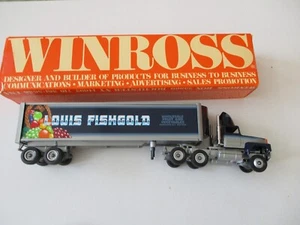 WINROSS
DESIGNER AND BUILDER OF PRODUCTS FOR BUSINESS TO BUSINESS
COMMUNICATIONS • MARKETING • ADVERTISING • SALES PROMOTION
LOUIS FISHGOLD